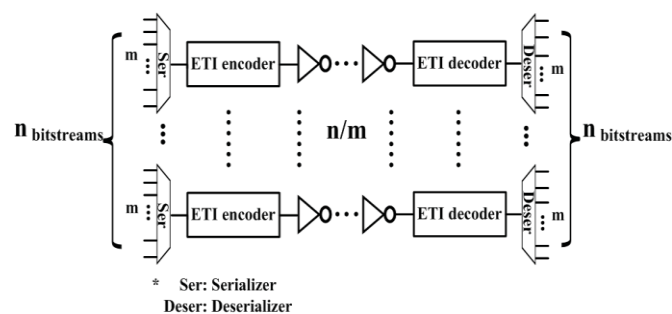 m
Ser
ETI encoder
ETI decoder
Deser
m
n bitstreams
n/m
n bitstreams
m
Ser
ETI encoder
ETI decoder
Deser
m
* Ser: Serializer
Deser: Deserializer